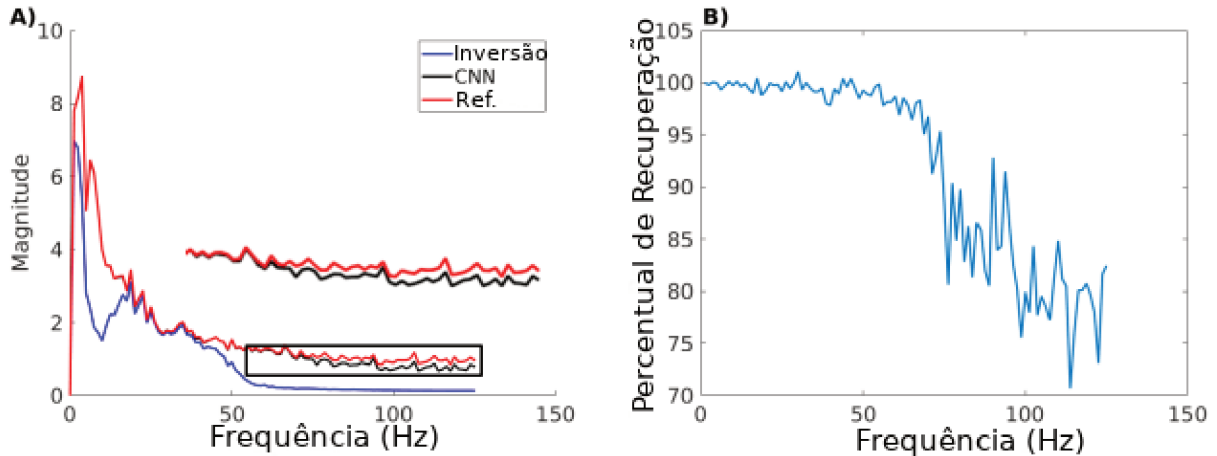 A)
Magnitude
10
8
6
4
2
0
Inversão
CNN
Ref.
0 50 100 150
Frequência (Hz)
B)
Percentual de Recuperação
105
100
95
90
85
80
75
70
0 50 100 150
Frequência (Hz)